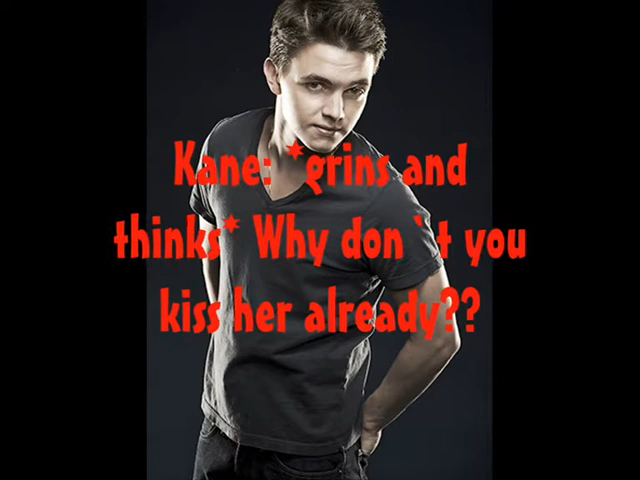 Kane: *grins and
thinks* Why don`t you
kiss her already??